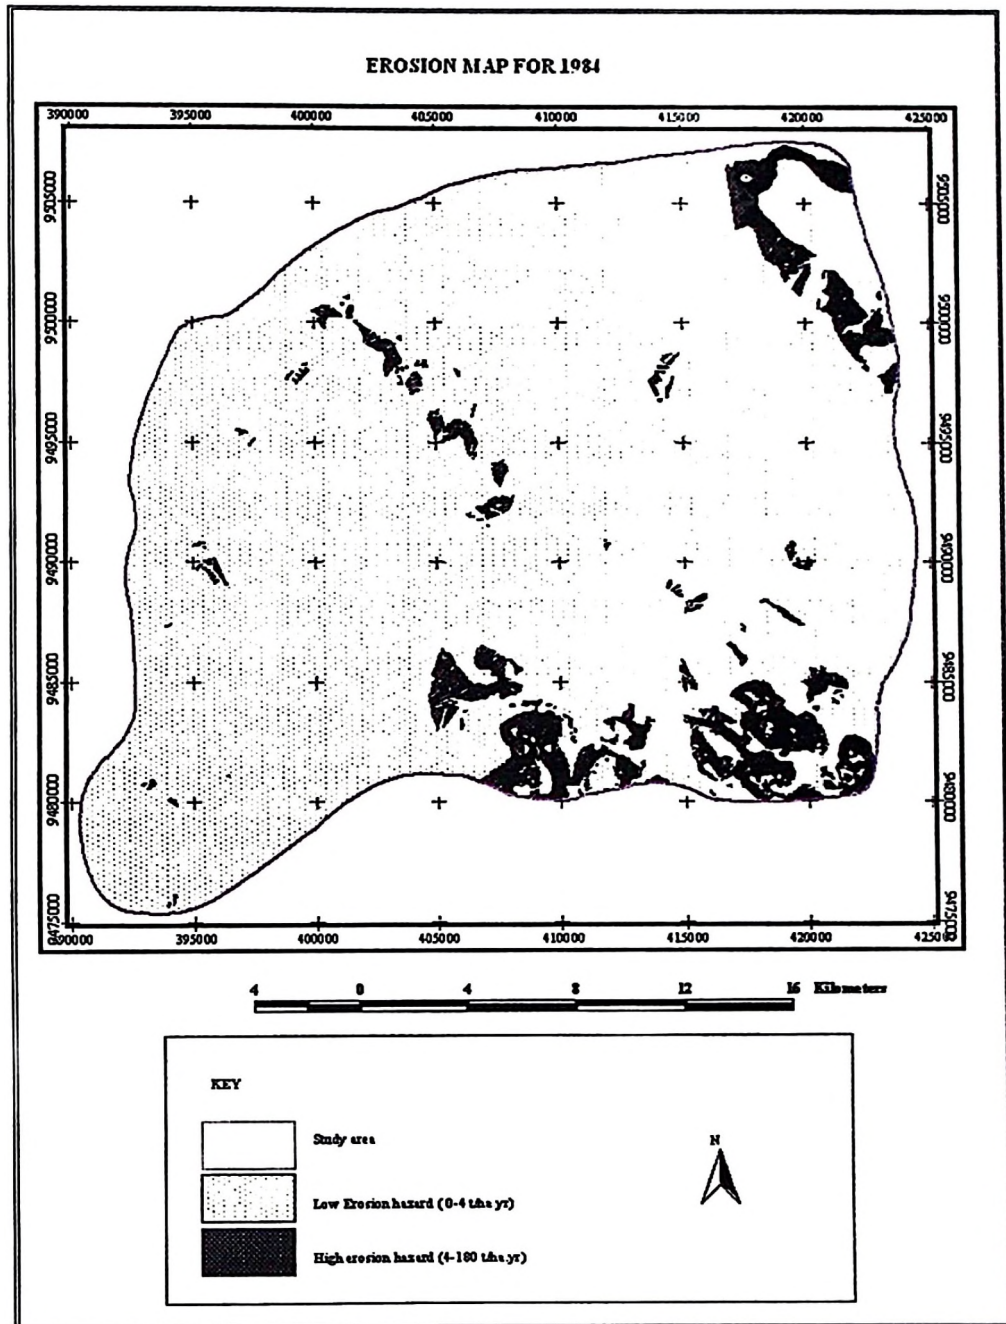 EROSION MAP FOR 1984
390000 395000 400000 405000 410000 415000 420000 425000
9505000 9505000
9500000 9500000
9495000 9495000
9490000 9490000
9485000 9485000
9480000 9480000
9475000 9475000
390000 395000 400000 405000 410000 415000 420000 425000
4 0 4 8 12 16 Kilometers
KEY
Study area
N
Low Erosion hazard (0-4 t/ha yr)
High erosion hazard (4-180 t/ha.yr)